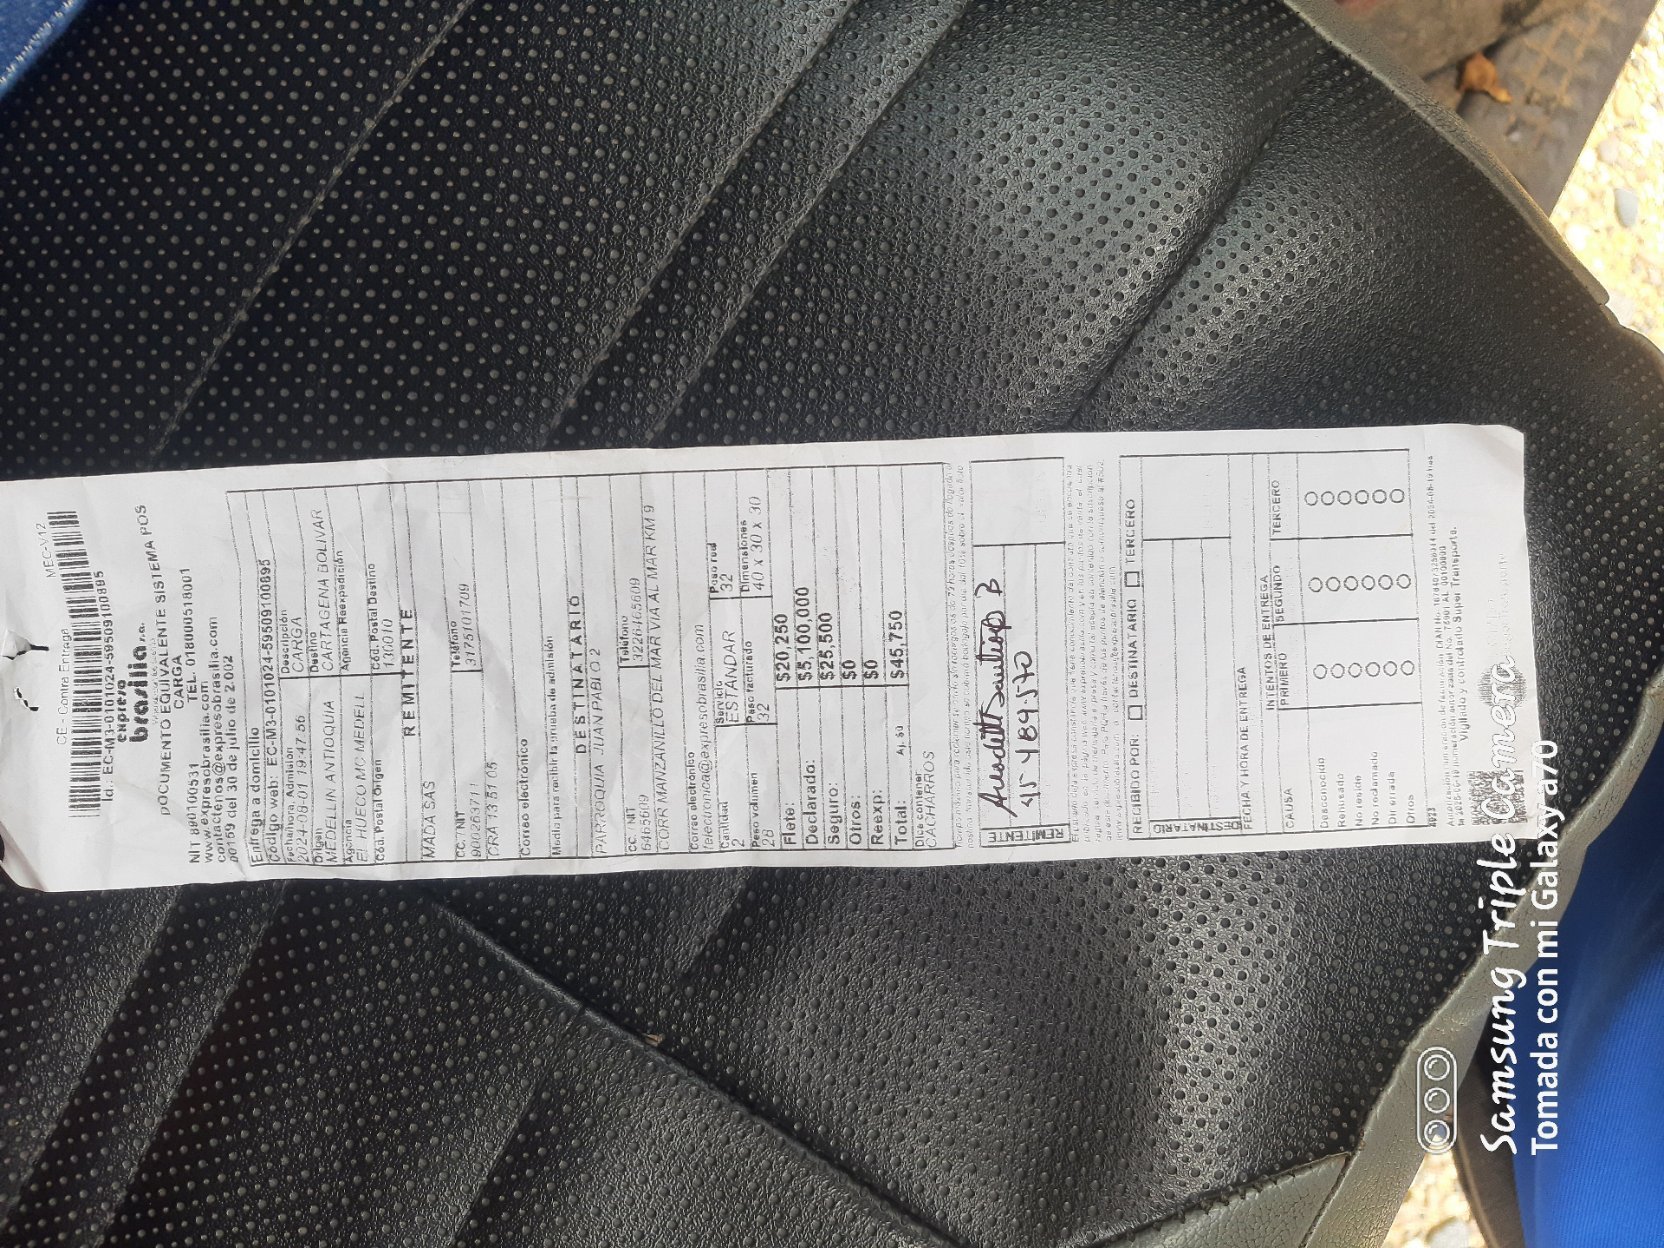 CE - Contra Entrega MEC-V12
Id.: EC-M3-0101024-59509100895
expreso
brasilia s.a.
DOCUMENTO EQUIVALENTE SISTEMA POS
CARGA
NIT 890100531 TEL. 0180000518001
www.expresobrasilia.com
contactenos@expresobrasilia.com
00169 del 30 de julio de 2.002
Entrega a domicilio
Código web: EC-M3-0101024-59509100895
Fecha/hora, Admisión Descripción
2024-08-01 19:47:56 CARGA
Origen Destino
MEDELIN ANTIOQUIA CARTAGENA BOLIVAR
Agencia Agencia Reexpedición
EL HUECO MC MEDELL
Cód. Postal Origen Cód. Postal Destino
130010
REMITENTE
MADA SAS
CC / NIT Teléfono
900263711 3175101709
CRA 13 51 05
Correo electrónico
Medio para recibir la prueba de admisión
DESTINATARIO
PARROQUIA JUAN PABLO 2
CC / NIT Teléfono
6465609 3226465609
CORR MANZANILLO DEL MAR VIA AL MAR KM 9
Correo electrónico
felectronica@expresobrasilia.com
Cantidad Servicio Peso real
2 ESTANDAR 32
Peso volumen Peso facturado Dimensiones
28 32 40 x 30 x 30
Flete: $20,250
Declarado: $5,100,000
Seguro: $25,500
Otros: $0
Reexp: $0
Total: Aj. 50 $45,750
Dice contener
CACHARROS
REMITENTE
45489.570
RECIBIDO POR: DESTINATARIO TERCERO
DESTINATARIO
FECHA Y HORA DE ENTREGA
INTENTOS DE ENTREGA
CAUSA PRIMERO SEGUNDO TERCERO
Desconocido
Rehusado
No reside
No reclamado
Dir errada
Otros
Vigilado y controlado Super Transporte.
Samsung Triple Camera
Tomada con mi Galaxy a70